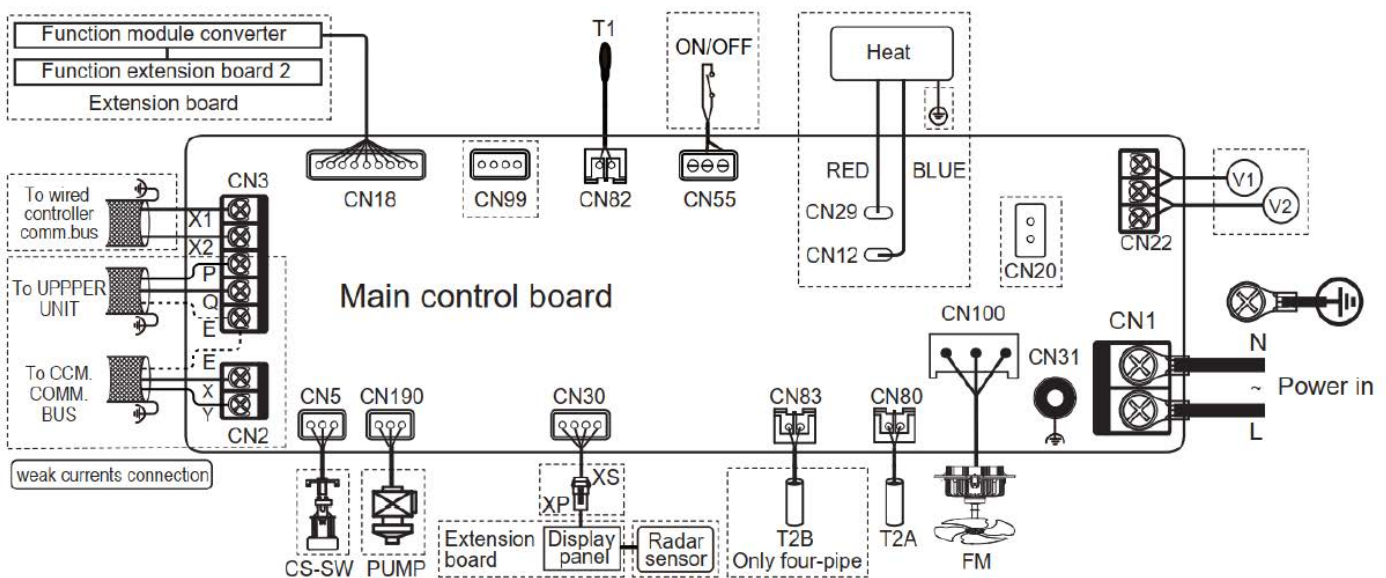 Function module converter
Function extension board 2
Extension board
T1
ON/OFF
Heat
RED
BLUE
CN3
CN18
CN99
CN82
CN55
CN29
CN12
CN20
CN22
V1
V2
To wired
controller
comm.bus
X1
X2
To UPPPER
UNIT
P
Q
E
To CCM.
COMM.
BUS
E
X
Y
CN2
weak currents connection
Main control board
CN100
CN31
CN1
N
~
Power in
L
CN5
CN190
CN30
CN83
CN80
XS
XP
CS-SW
PUMP
Extension
board
Display
panel
Radar
sensor
T2B
Only four-pipe
T2A
FM